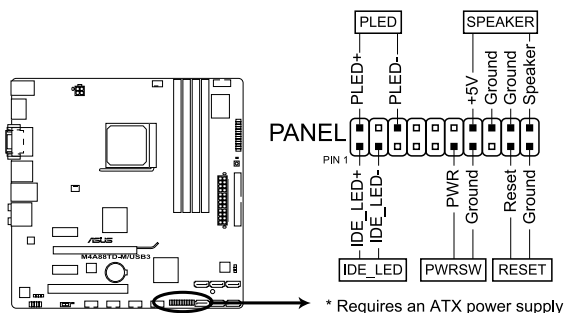 PLED
SPEAKER
PLED+
PLED-
+5V
Ground
Ground
Speaker
PANEL
PIN 1
IDE_LED+
IDE_LED-
PWR
Ground
Reset
Ground
IDE_LED
PWRSW
RESET
* Requires an ATX power supply
ASUS
M4A88TD-M/USB3